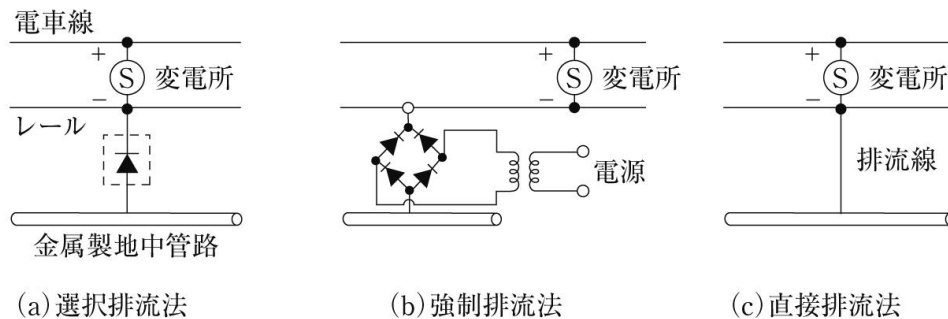 電車線
+
S 変電所
−
レール
金属製地中管路
(a)選択排流法
+
S 変電所
−
電源
(b)強制排流法
+
S 変電所
−
排流線
(c)直接排流法